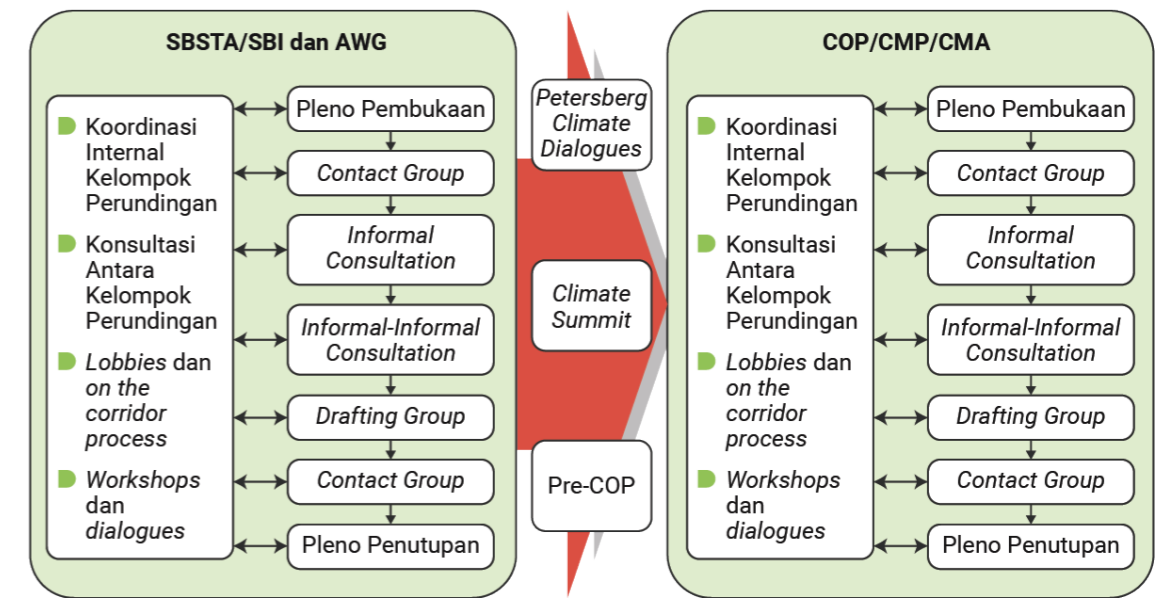 SBSTA/SBI dan AWG
Koordinasi
Internal
Kelompok
Perundingan
Konsultasi
Antara
Kelompok
Perundingan
Lobbies dan
on the
corridor
process
Workshops
dan
dialogues
Pleno Pembukaan
Contact Group
Informal
Consultation
Informal-Informal
Consultation
Drafting Group
Contact Group
Pleno Penutupan
Petersberg
Climate
Dialogues
Climate
Summit
Pre-COP
COP/CMP/CMA
Koordinasi
Internal
Kelompok
Perundingan
Konsultasi
Antara
Kelompok
Perundingan
Lobbies dan
on the
corridor
process
Workshops
dan
dialogues
Pleno Pembukaan
Contact Group
Informal
Consultation
Informal-Informal
Consultation
Drafting Group
Contact Group
Pleno Penutupan